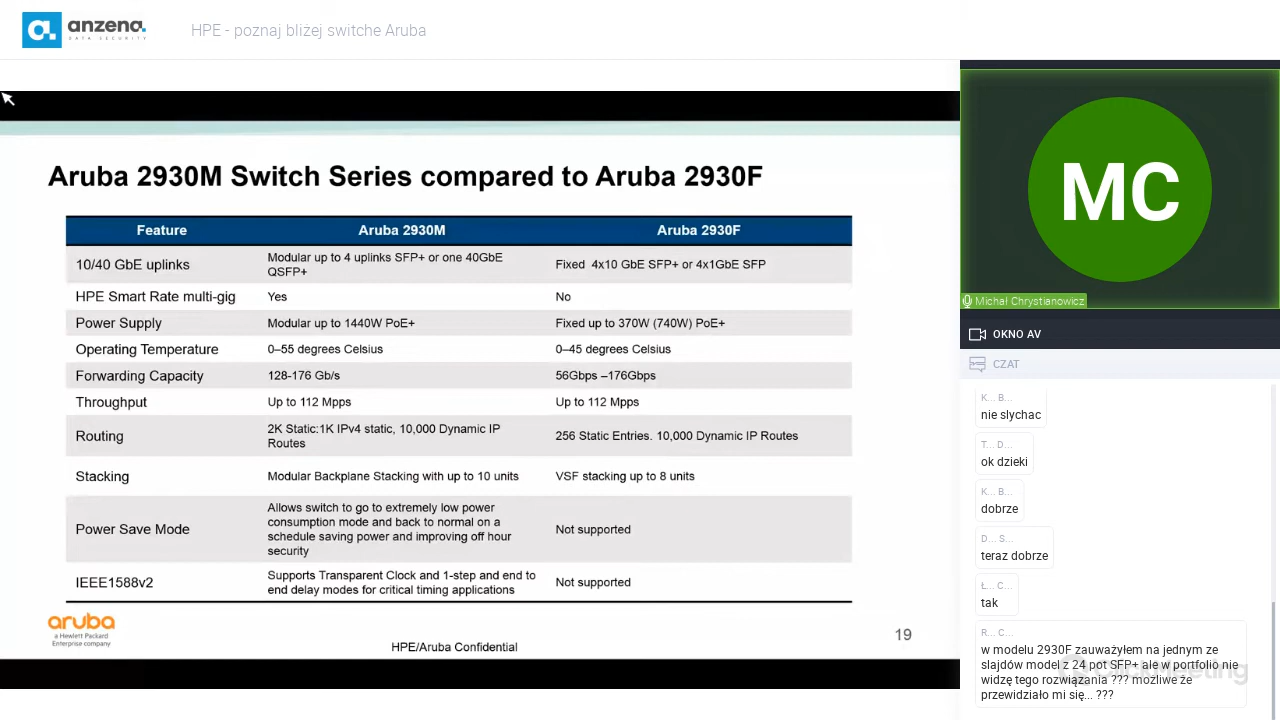 anzena.
DATA SECURITY
HPE - poznaj bliżej switche Aruba
Aruba 2930M Switch Series compared to Aruba 2930F
Feature Aruba 2930M Aruba 2930F
10/40 GbE uplinks
Modular up to 4 uplinks SFP+ or one 40GbE
QSFP+
Fixed 4x10 GbE SFP+ or 4x1GbE SFP
HPE Smart Rate multi-gig Yes No
Power Supply Modular up to 1440W PoE+ Fixed up to 370W (740W) PoE+
Operating Temperature 0–55 degrees Celsius 0–45 degrees Celsius
Forwarding Capacity 128-176 Gb/s 56Gbps –176Gbps
Throughput Up to 112 Mpps Up to 112 Mpps
Routing
2K Static:1K IPv4 static, 10,000 Dynamic IP
Routes
256 Static Entries. 10,000 Dynamic IP Routes
Stacking Modular Backplane Stacking with up to 10 units VSF stacking up to 8 units
Power Save Mode
Allows switch to go to extremely low power
consumption mode and back to normal on a
schedule saving power and improving off hour
security
Not supported
IEEE1588v2
Supports Transparent Clock and 1-step and end to
end delay modes for critical timing applications
Not supported
aruba
a Hewlett Packard
Enterprise company
HPE/Aruba Confidential
19
MC
Michał Chrystianowicz
OKNO AV
CZAT
K... B...
nie slychac
T... D...
ok dzieki
K... B...
dobrze
D... S...
teraz dobrze
Ł... C...
tak
R... C...
w modelu 2930F zauważyłem na jednym ze
slajdów model z 24 pot SFP+ ale w portfolio nie
widzę tego rozwiązania ??? możliwe że
przewidziało mi się... ???